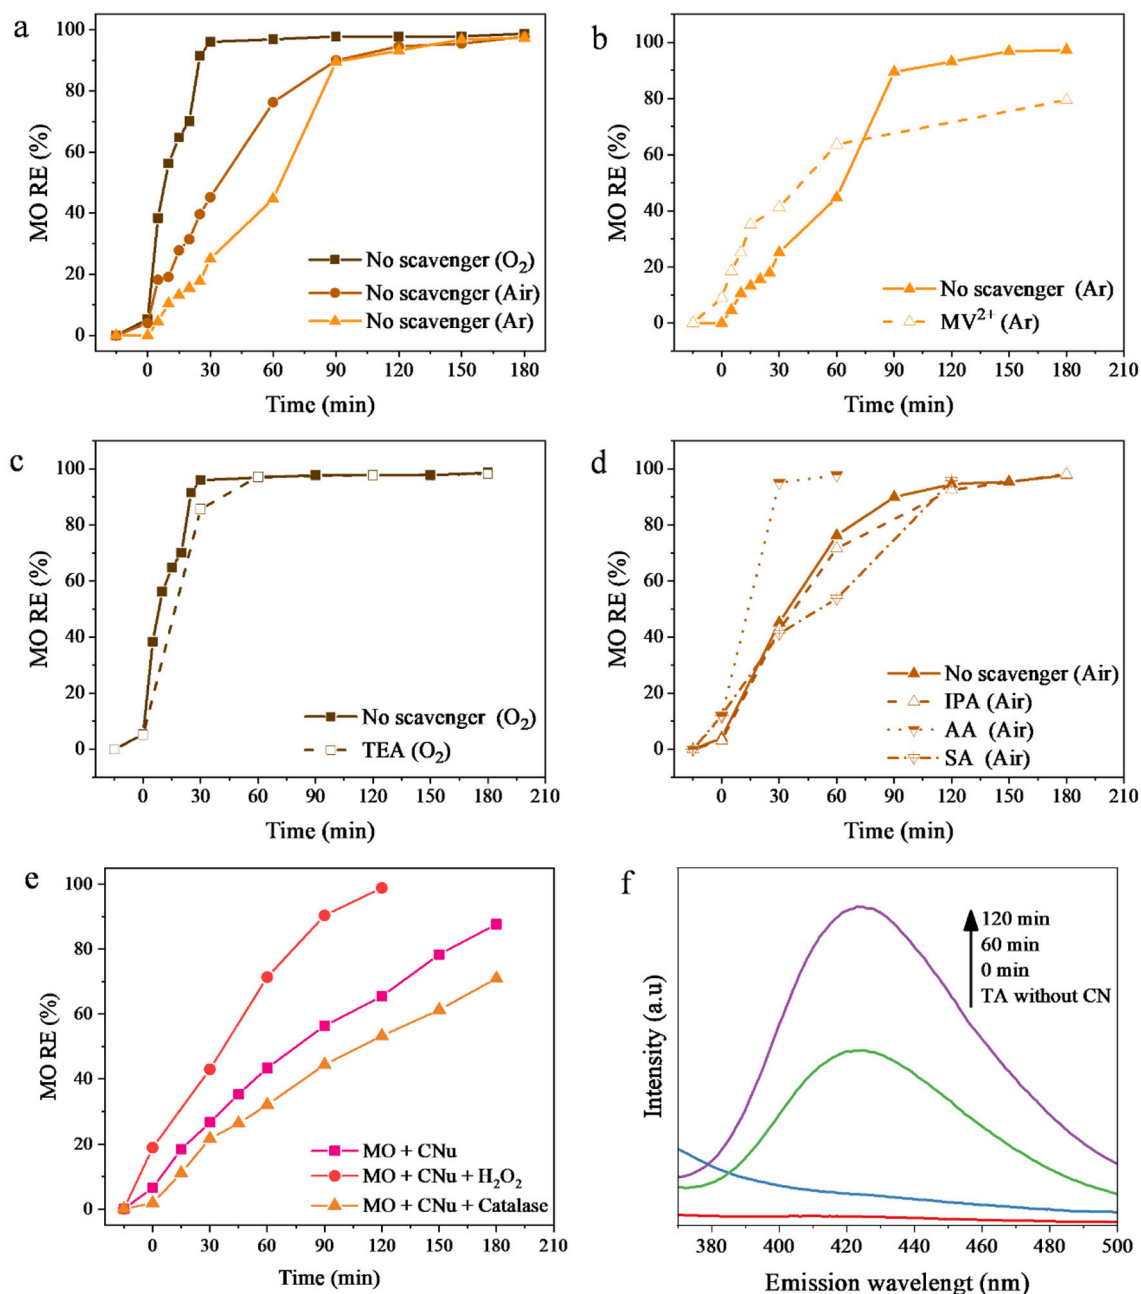 a
MO RE (%)
100
80
60
40
20
0
No scavenger (O₂)
No scavenger (Air)
No scavenger (Ar)
0 30 60 90 120 150 180
Time (min)
b
MO RE (%)
100
80
60
40
20
0
No scavenger (Ar)
MV²⁺ (Ar)
0 30 60 90 120 150 180 210
Time (min)
c
MO RE (%)
100
80
60
40
20
0
No scavenger (O₂)
TEA (O₂)
0 30 60 90 120 150 180 210
Time (min)
d
MO RE (%)
100
80
60
40
20
0
No scavenger (Air)
IPA (Air)
AA (Air)
SA (Air)
0 30 60 90 120 150 180 210
Time (min)
e
MO RE (%)
100
80
60
40
20
0
MO + CNu
MO + CNu + H₂O₂
MO + CNu + Catalase
0 30 60 90 120 150 180 210
Time (min)
f
Intensity (a.u)
120 min
60 min
0 min
TA without CN
380 400 420 440 460 480 500
Emission wavelengt (nm)